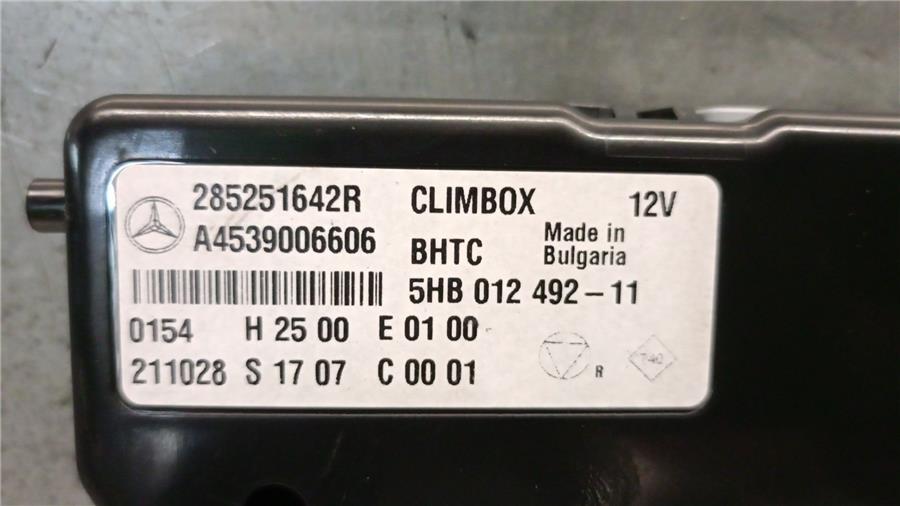 285251642R CLIMBOX 12V
A4539006606 BHTC Made in Bulgaria
5HB 012 492-11
0154 H 25 00 E 01 00
211028 S 17 07 C 00 01
R